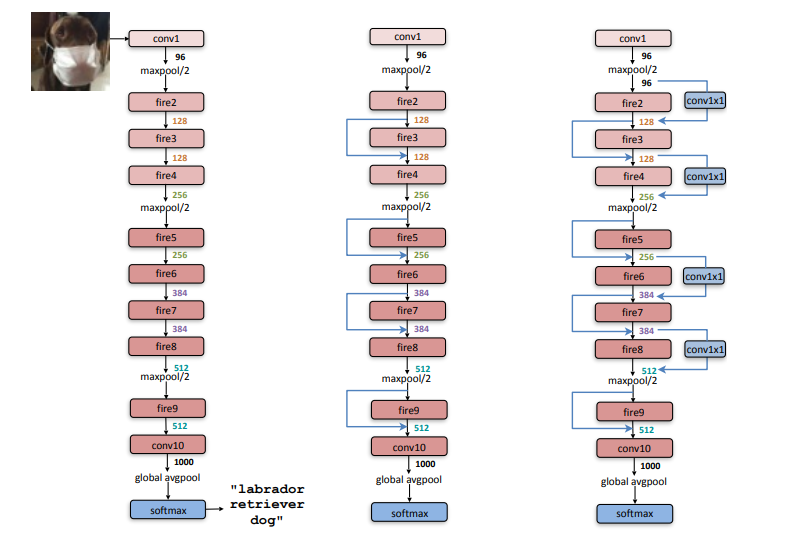 conv1
96
maxpool/2
fire2
128
fire3
128
fire4
256
maxpool/2
fire5
256
fire6
384
fire7
384
fire8
512
maxpool/2
fire9
512
conv10
1000
global avgpool
softmax
"labrador
retriever
dog"
conv1
96
maxpool/2
fire2
128
fire3
128
fire4
256
maxpool/2
fire5
256
fire6
384
fire7
384
fire8
512
maxpool/2
fire9
512
conv10
1000
global avgpool
softmax
conv1
96
maxpool/2
96
fire2
conv1x1
128
fire3
128
fire4
conv1x1
256
maxpool/2
fire5
256
fire6
conv1x1
384
fire7
384
fire8
conv1x1
512
maxpool/2
fire9
512
conv10
1000
global avgpool
softmax